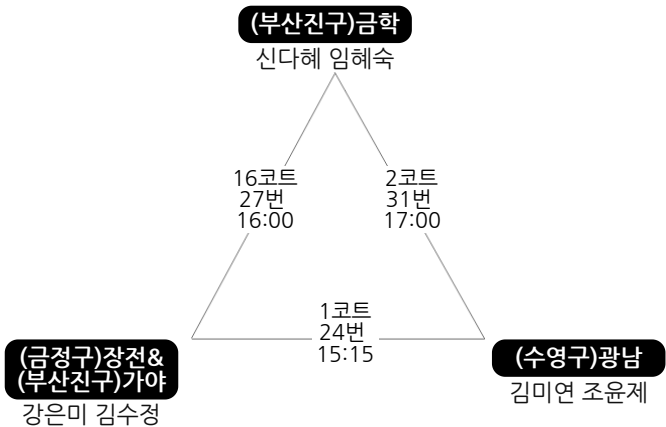 (부산진구)금학
신다혜 임혜숙
16코트
27번
16:00
2코트
31번
17:00
1코트
24번
15:15
(금정구)장전&
(부산진구)가야
강은미 김수정
(수영구)광남
김미연 조윤제